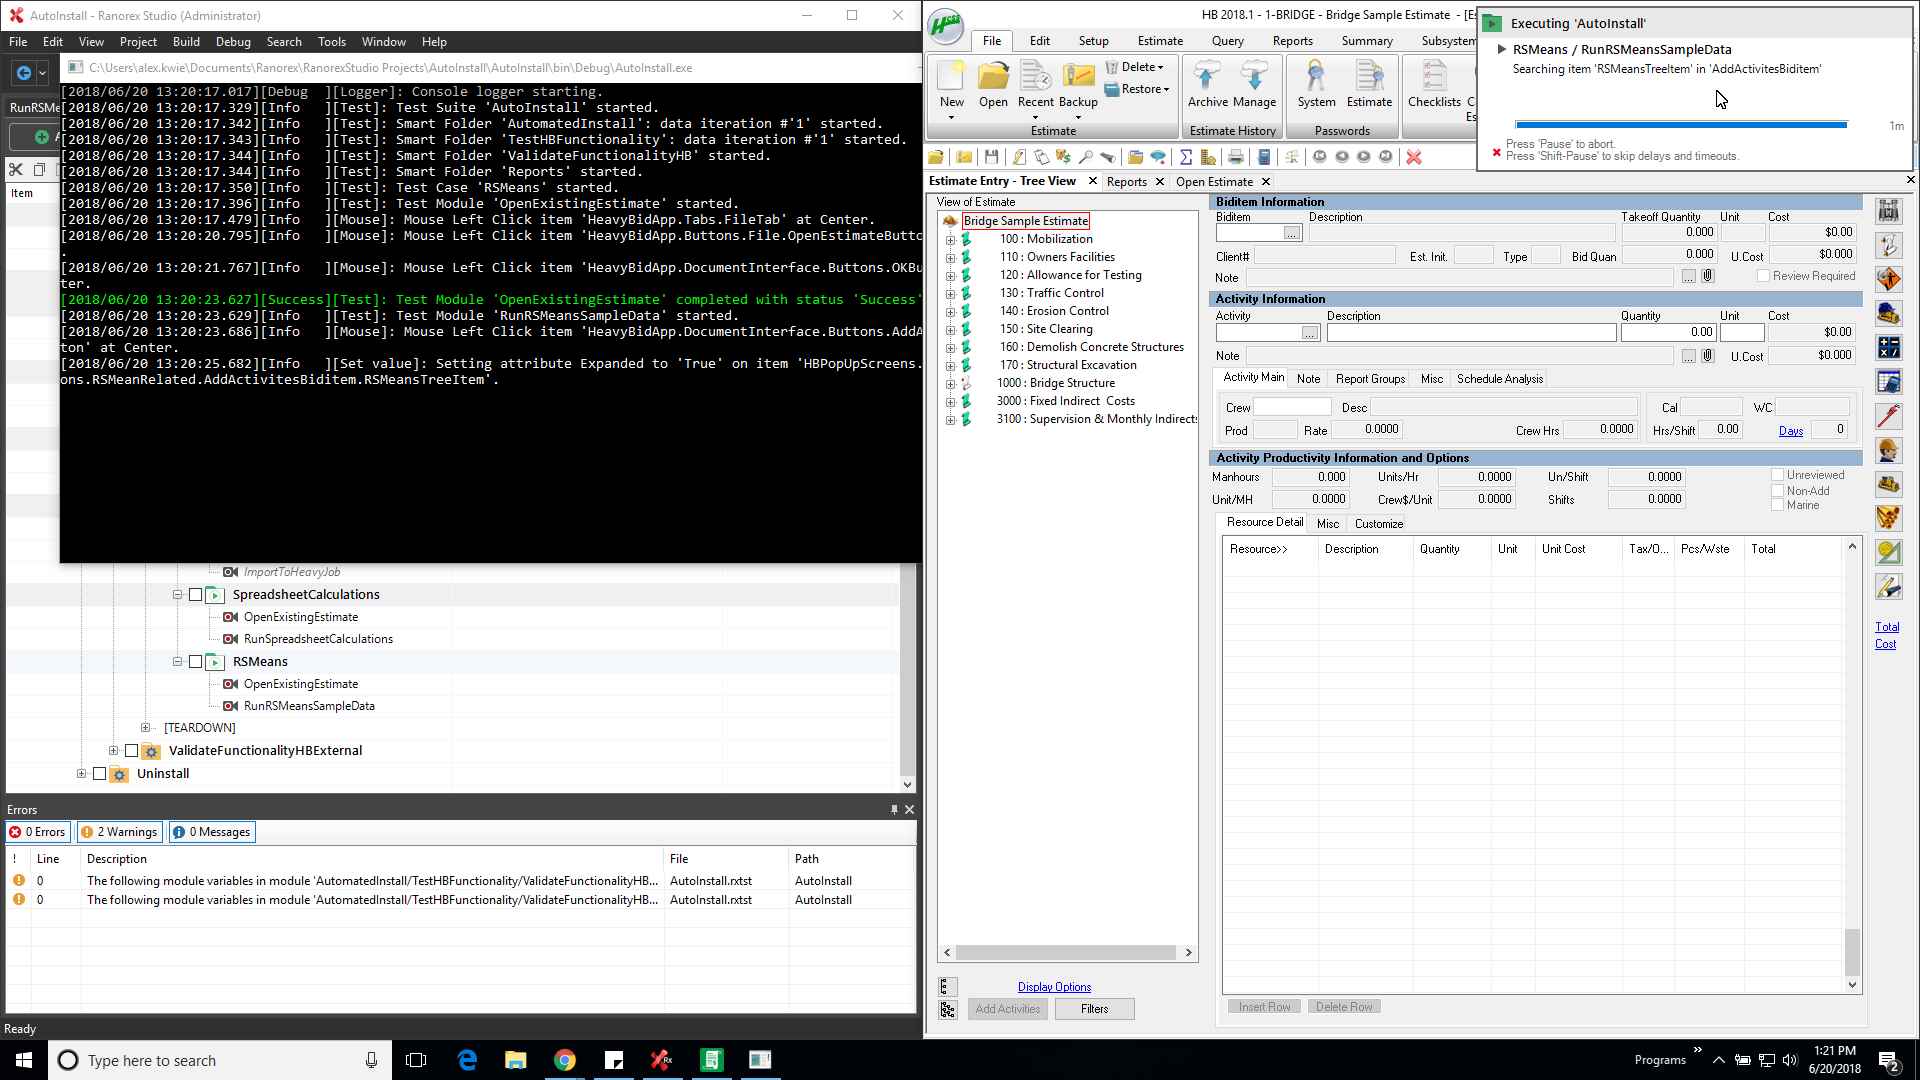 AutoInstall - Ranorex Studio (Administrator)
File Edit View Project Build Debug Search Tools Window Help
C:\Users\alex.kwie\Documents\Ranorex\RanorexStudio Projects\AutoInstall\AutoInstall\bin\Debug\AutoInstall.exe
RunRSMe
Item
[2018/06/20 13:20:17.017][Debug ][Logger]: Console logger starting.
[2018/06/20 13:20:17.329][Info ][Test]: Test Suite 'AutoInstall' started.
[2018/06/20 13:20:17.342][Info ][Test]: Smart Folder 'AutomatedInstall': data iteration #'1' started.
[2018/06/20 13:20:17.343][Info ][Test]: Smart Folder 'TestHBFunctionality': data iteration #'1' started.
[2018/06/20 13:20:17.344][Info ][Test]: Smart Folder 'ValidateFunctionalityHB' started.
[2018/06/20 13:20:17.344][Info ][Test]: Smart Folder 'Reports' started.
[2018/06/20 13:20:17.350][Info ][Test]: Test Case 'RSMeans' started.
[2018/06/20 13:20:17.396][Info ][Test]: Test Module 'OpenExistingEstimate' started.
[2018/06/20 13:20:17.479][Info ][Mouse]: Mouse Left Click item 'HeavyBidApp.Tabs.FileTab' at Center.
[2018/06/20 13:20:20.795][Info ][Mouse]: Mouse Left Click item 'HeavyBidApp.Buttons.File.OpenEstimateButto
.
[2018/06/20 13:20:21.767][Info ][Mouse]: Mouse Left Click item 'HeavyBidApp.DocumentInterface.Buttons.OKBu
ter.
[2018/06/20 13:20:23.627][Success][Test]: Test Module 'OpenExistingEstimate' completed with status 'Success'
[2018/06/20 13:20:23.629][Info ][Test]: Test Module 'RunRSMeansSampleData' started.
[2018/06/20 13:20:23.686][Info ][Mouse]: Mouse Left Click item 'HeavyBidApp.DocumentInterface.Buttons.AddA
ton' at Center.
[2018/06/20 13:20:25.682][Info ][Set value]: Setting attribute Expanded to 'True' on item 'HBPopUpScreens.
ons.RSMeanRelated.AddActivitesBiditem.RSMeansTreeItem'.
ImportToHeavyJob
SpreadsheetCalculations
OpenExistingEstimate
RunSpreadsheetCalculations
RSMeans
OpenExistingEstimate
RunRSMeansSampleData
[TEARDOWN]
ValidateFunctionalityHBExternal
Uninstall
Errors
0 Errors 2 Warnings 0 Messages
! Line Description File Path
0 The following module variables in module 'AutomatedInstall/TestHBFunctionality/ValidateFunctionalityHB... AutoInstall.rxtst AutoInstall
0 The following module variables in module 'AutomatedInstall/TestHBFunctionality/ValidateFunctionalityHB... AutoInstall.rxtst AutoInstall
Ready
HB 2018.1 - 1-BRIDGE - Bridge Sample Estimate - [Es
File Edit Setup Estimate Query Reports Summary Subsystem
New Open Recent Backup Delete Restore Archive Manage System Estimate Checklists
Estimate Estimate History Passwords Es
Executing 'AutoInstall'
RSMeans / RunRSMeansSampleData
Searching item 'RSMeansTreeItem' in 'AddActivitesBiditem'
1m
Press 'Pause' to abort.
Press 'Shift-Pause' to skip delays and timeouts.
Estimate Entry - Tree View Reports Open Estimate
View of Estimate
Bridge Sample Estimate
100 : Mobilization
110 : Owners Facilities
120 : Allowance for Testing
130 : Traffic Control
140 : Erosion Control
150 : Site Clearing
160 : Demolish Concrete Structures
170 : Structural Excavation
1000 : Bridge Structure
3000 : Fixed Indirect Costs
3100 : Supervision & Monthly Indirects
Display Options
Add Activities Filters
Biditem Information
Biditem Description Takeoff Quantity Unit Cost
... 0.000 $0.00
Client# Est. Init. Type Bid Quan 0.000 U.Cost $0.000
Note ... Review Required
Activity Information
Activity Description Quantity Unit Cost
... 0.00 $0.00
Note ... U.Cost $0.000
Activity Main Note Report Groups Misc Schedule Analysis
Crew Desc Cal WC
Prod Rate 0.0000 Crew Hrs 0.0000 Hrs/Shift 0.00 Days 0
Activity Productivity Information and Options
Manhours 0.000 Units/Hr 0.0000 Un/Shift 0.0000 Unreviewed
Non-Add
Unit/MH 0.0000 Crew$/Unit 0.0000 Shifts 0.0000 Marine
Resource Detail Misc Customize
Resource>> Description Quantity Unit Unit Cost Tax/O... Pcs/Wste Total
Insert Row Delete Row
Total
Cost
Type here to search
Programs
1:21 PM
6/20/2018
2